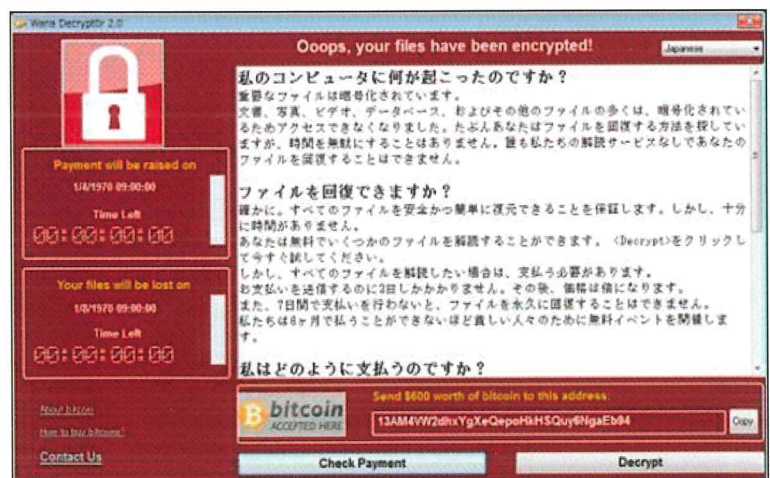 Wana Decrypt0r 2.0
Ooops, your files have been encrypted!
Japanese
私のコンピュータに何が起こったのですか？
重要なファイルは暗号化されています。
文書、写真、ビデオ、データベース、およびその他のファイルの多くは、暗号化されてい
るためアクセスできなくなりました。たぶんあなたはファイルを回復する方法を探してい
ますが、時間を無駄にすることはありません。誰も私たちの解読サービスなしであなたの
ファイルを回復することはできません。
ファイルを回復できますか？
確かに。すべてのファイルを安全かつ簡単に復元できることを保証します。しかし、十分
に時間がありません。
あなたは無料でいくつかのファイルを解読することができます。 <Decrypt>をクリックし
て今すぐ試してください。
しかし、すべてのファイルを解読したい場合は、支払う必要があります。
お支払いを送信するのに3日しかかかりません。その後、価格は倍になります。
また、7日間で支払いを行わないと、ファイルを永久に回復することはできません。
私たちは6ヶ月で払うことができないほど貧しい人々のために無料イベントを開催しま
す。
私はどのように支払うのですか？
Payment will be raised on
1/4/1970 09:00:00
Time Left
00:00:00:00
Your files will be lost on
1/8/1970 09:00:00
Time Left
00:00:00:00
About bitcoin
How to buy bitcoins?
Contact Us
bitcoin
ACCEPTED HERE
Send $600 worth of bitcoin to this address:
13AM4VW2dhxYgXeQepoHkHSQuy6NgaEb94
Copy
Check Payment
Decrypt